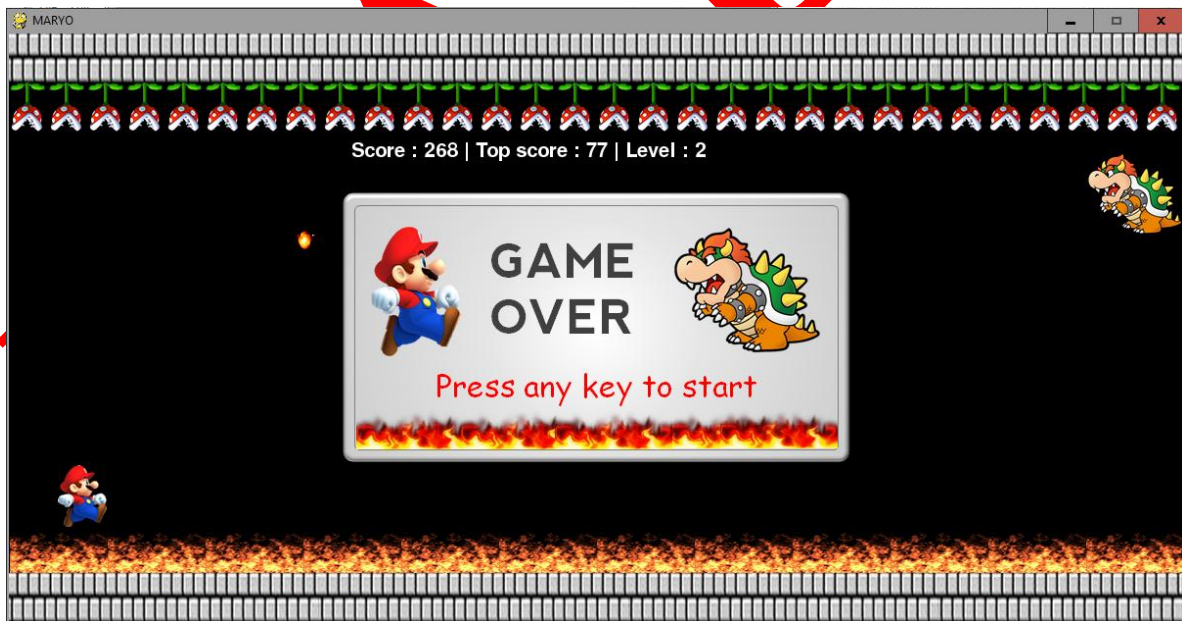 MARYO
Score : 268 | Top score : 77 | Level : 2
GAME
OVER
Press any key to start